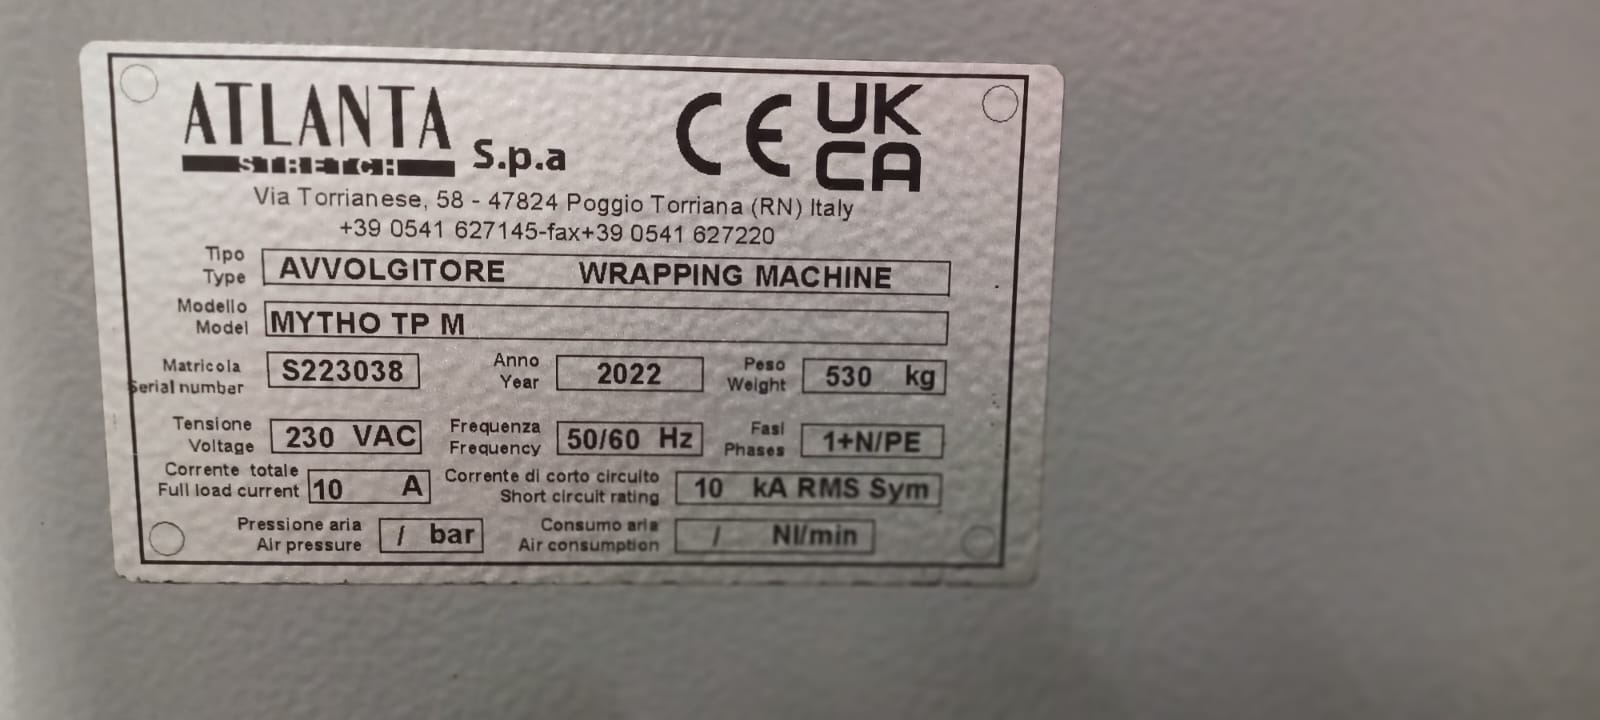 ATLANTA
STRETCH S.p.a CE UK CA
Via Torrianese, 58 - 47824 Poggio Torriana (RN) Italy
+39 0541 627145-fax+39 0541 627220
Tipo
Type AVVOLGITORE WRAPPING MACHINE
Modello
Model MYTHO TP M
Matricola
Serial number S223038 Anno
Year 2022 Peso
Weight 530 kg
Tensione
Voltage 230 VAC Frequenza
Frequency 50/60 Hz Fasi
Phases 1+N/PE
Corrente totale
Full load current 10 A Corrente di corto circuito
Short circuit rating 10 kA RMS Sym
Pressione aria
Air pressure / bar Consumo aria
Air consumption / Nl/min